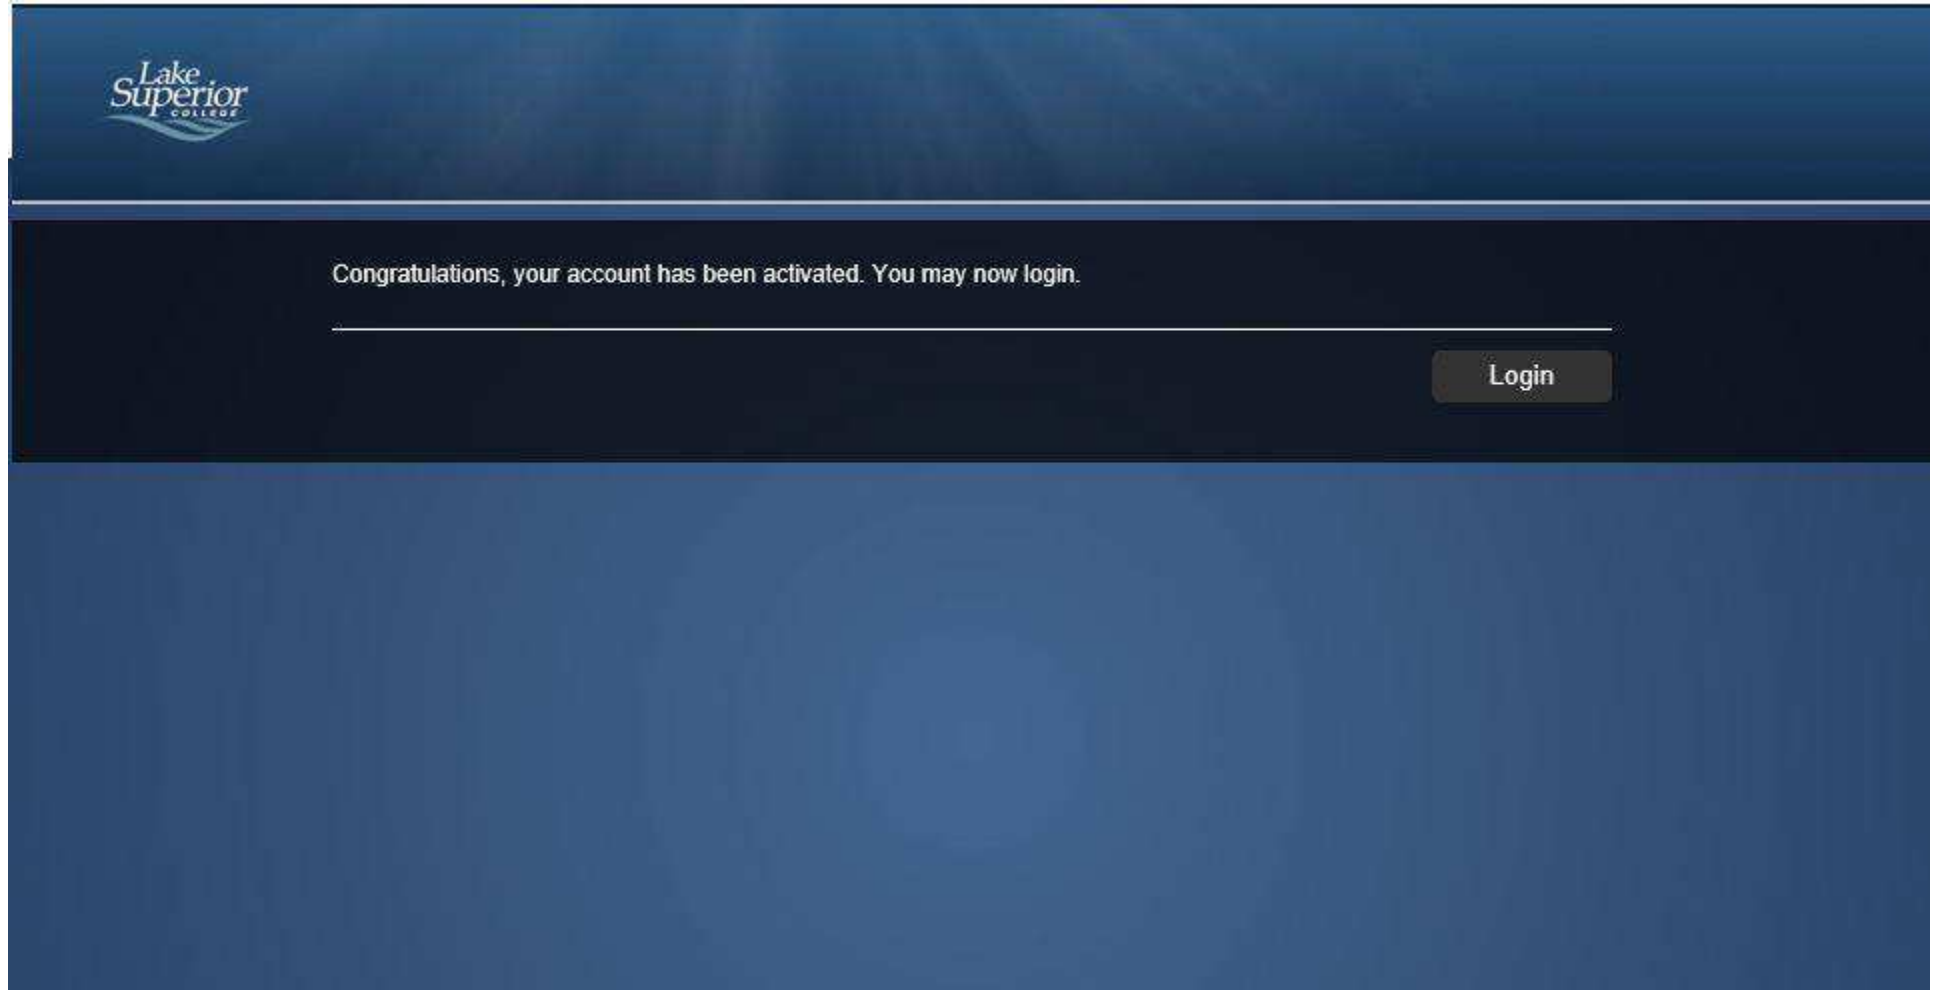 Lake
Superior
COLLEGE
Congratulations, your account has been activated. You may now login.
Login